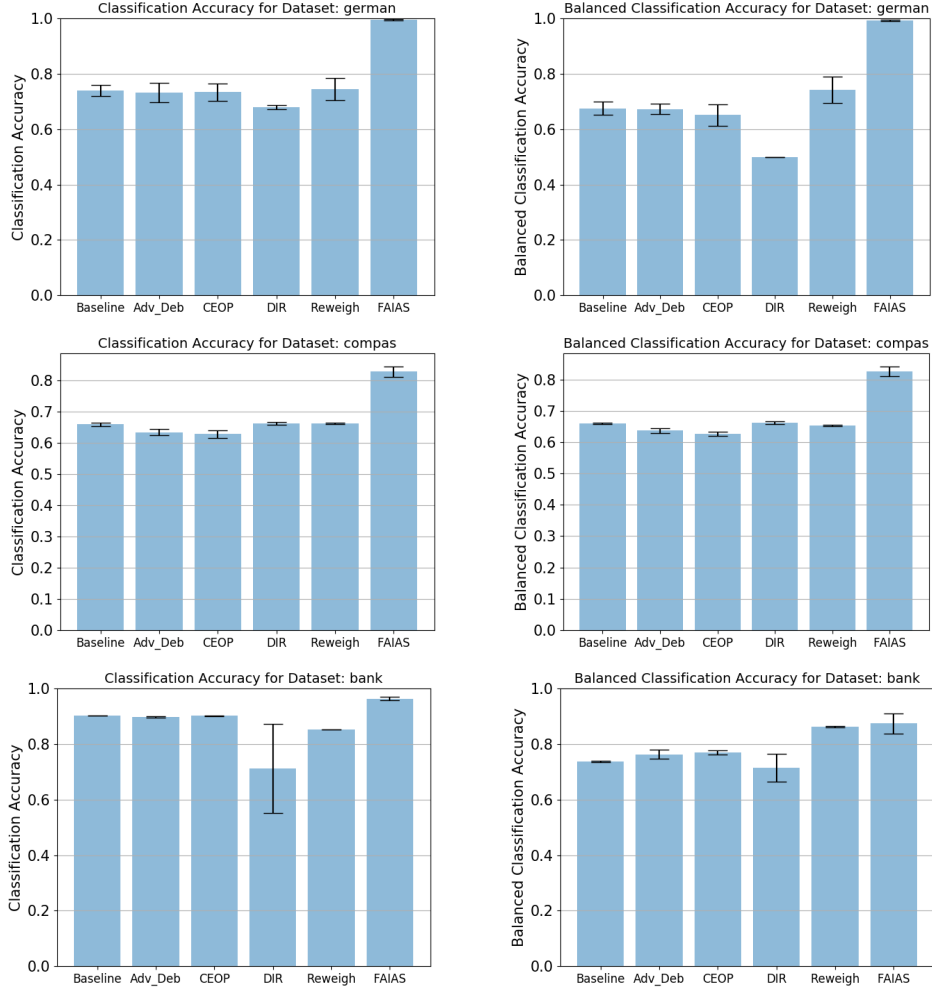 Classification Accuracy for Dataset: german
Classification Accuracy
1.0
0.8
0.6
0.4
0.2
0.0
Baseline Adv_Deb CEOP DIR Reweigh FAIAS
Balanced Classification Accuracy for Dataset: german
Balanced Classification Accuracy
1.0
0.8
0.6
0.4
0.2
0.0
Baseline Adv_Deb CEOP DIR Reweigh FAIAS
Classification Accuracy for Dataset: compas
Classification Accuracy
0.8
0.7
0.6
0.5
0.4
0.3
0.2
0.1
0.0
Baseline Adv_Deb CEOP DIR Reweigh FAIAS
Balanced Classification Accuracy for Dataset: compas
Balanced Classification Accuracy
0.8
0.7
0.6
0.5
0.4
0.3
0.2
0.1
0.0
Baseline Adv_Deb CEOP DIR Reweigh FAIAS
Classification Accuracy for Dataset: bank
Classification Accuracy
1.0
0.8
0.6
0.4
0.2
0.0
Baseline Adv_Deb CEOP DIR Reweigh FAIAS
Balanced Classification Accuracy for Dataset: bank
Balanced Classification Accuracy
1.0
0.8
0.6
0.4
0.2
0.0
Baseline Adv_Deb CEOP DIR Reweigh FAIAS